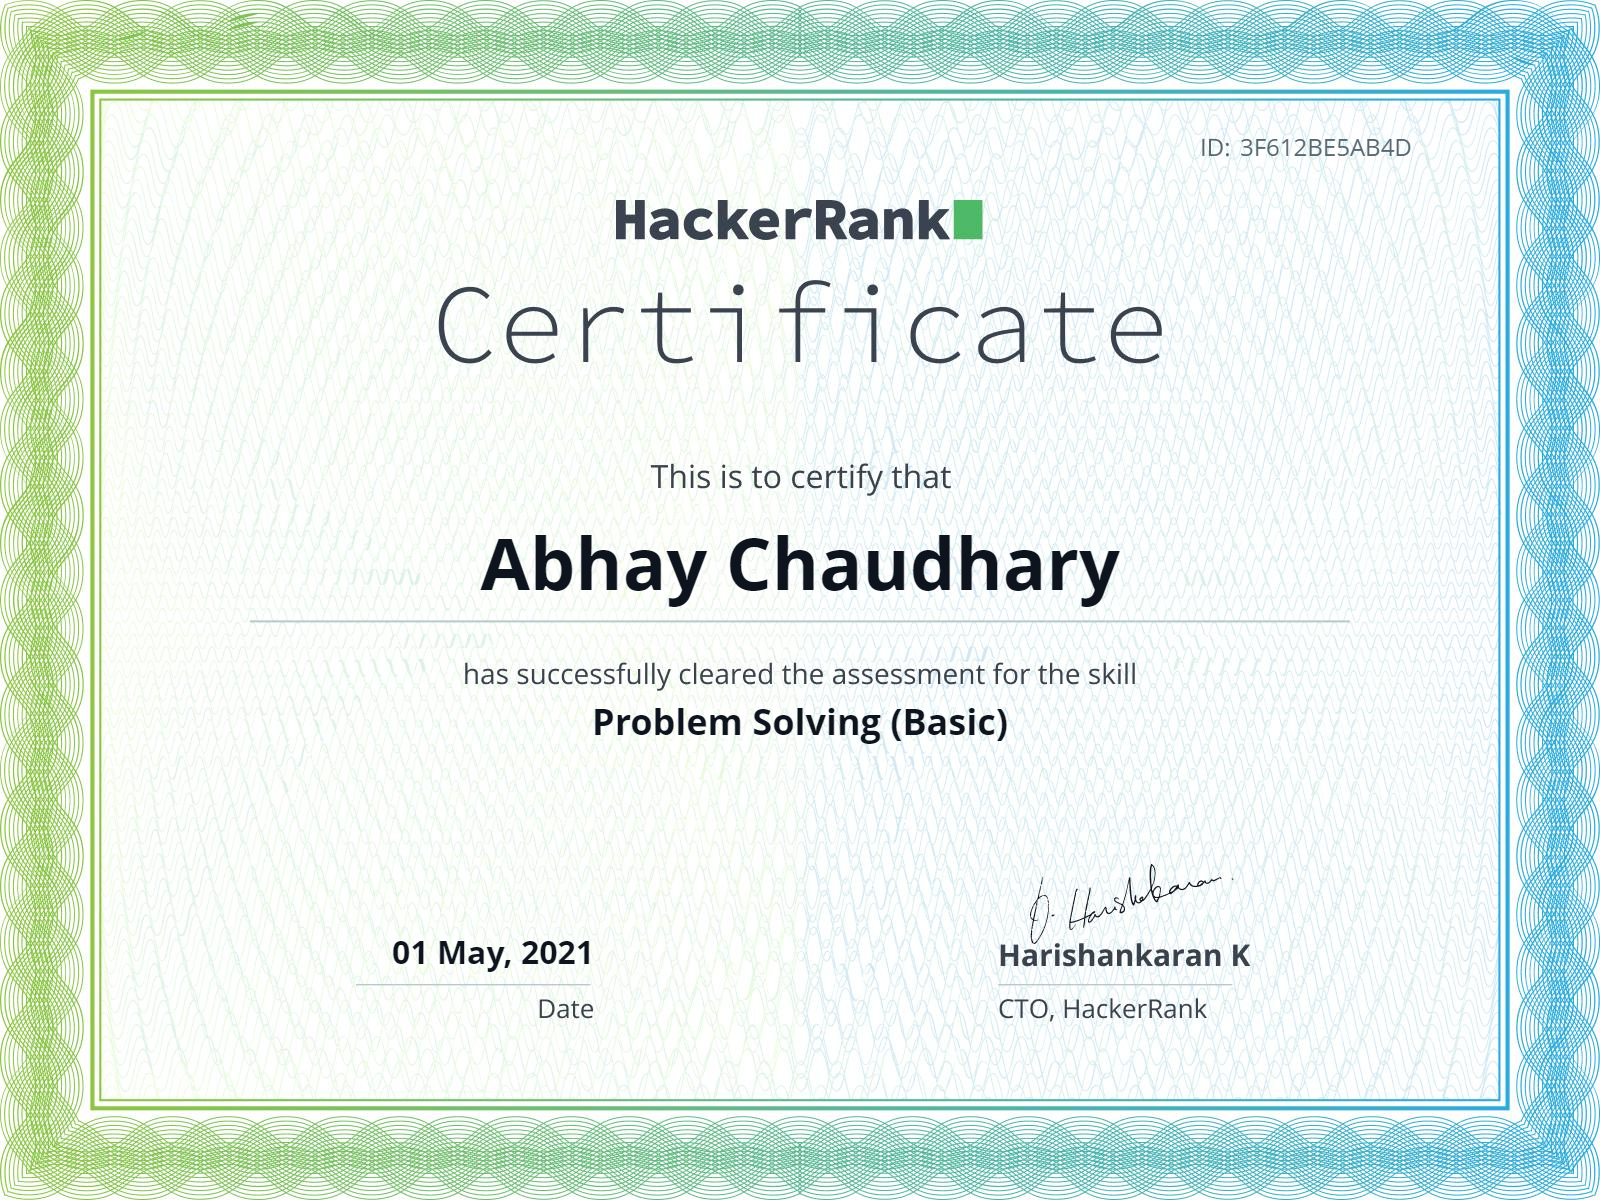 ID: 3F612BE5AB4D
HackerRank
Certificate
This is to certify that
Abhay Chaudhary
has successfully cleared the assessment for the skill
Problem Solving (Basic)
01 May, 2021
Date
Harishankaran K
CTO, HackerRank